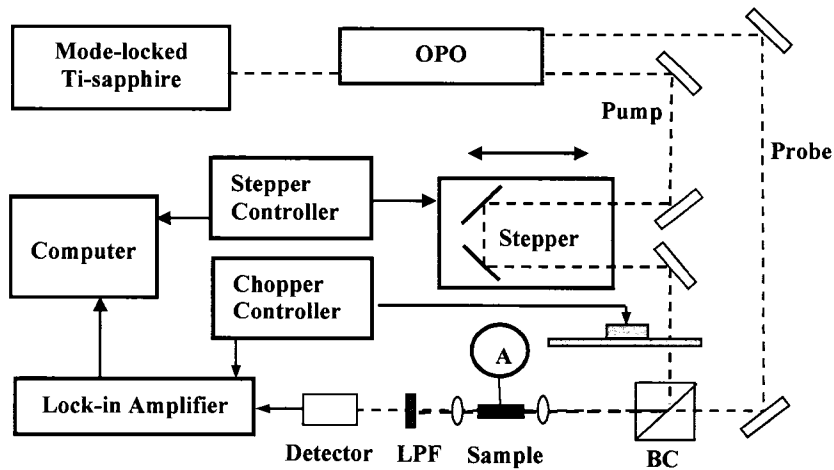 Mode-locked
Ti-sapphire
OPO
Pump
Probe
Stepper
Controller
Stepper
Computer
Chopper
Controller
A
Lock-in Amplifier
Detector
LPF
Sample
BC